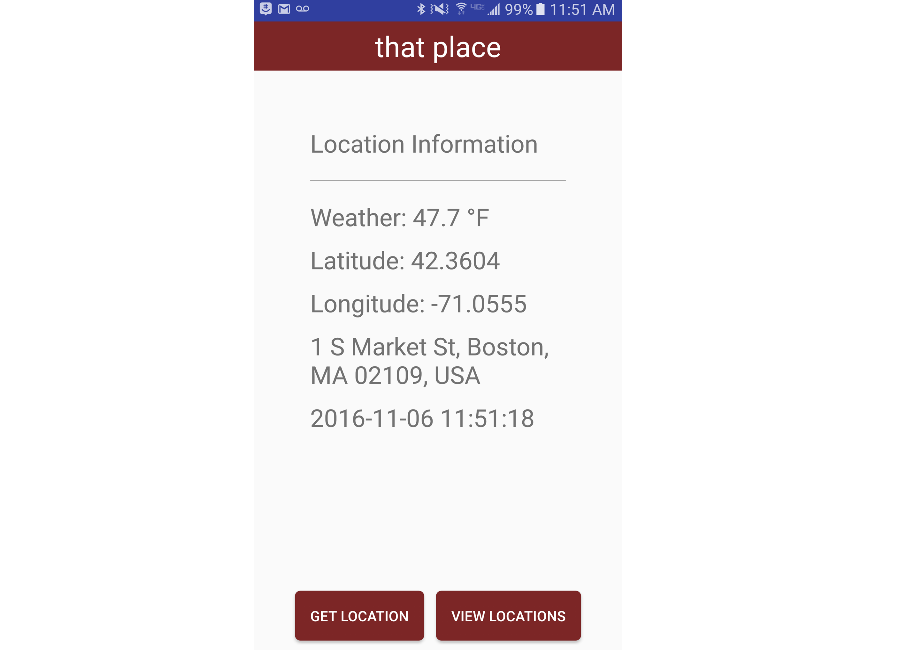 99% 11:51 AM
that place
Location Information
Weather: 47.7 °F
Latitude: 42.3604
Longitude: -71.0555
1 S Market St, Boston,
MA 02109, USA
2016-11-06 11:51:18
GET LOCATION VIEW LOCATIONS